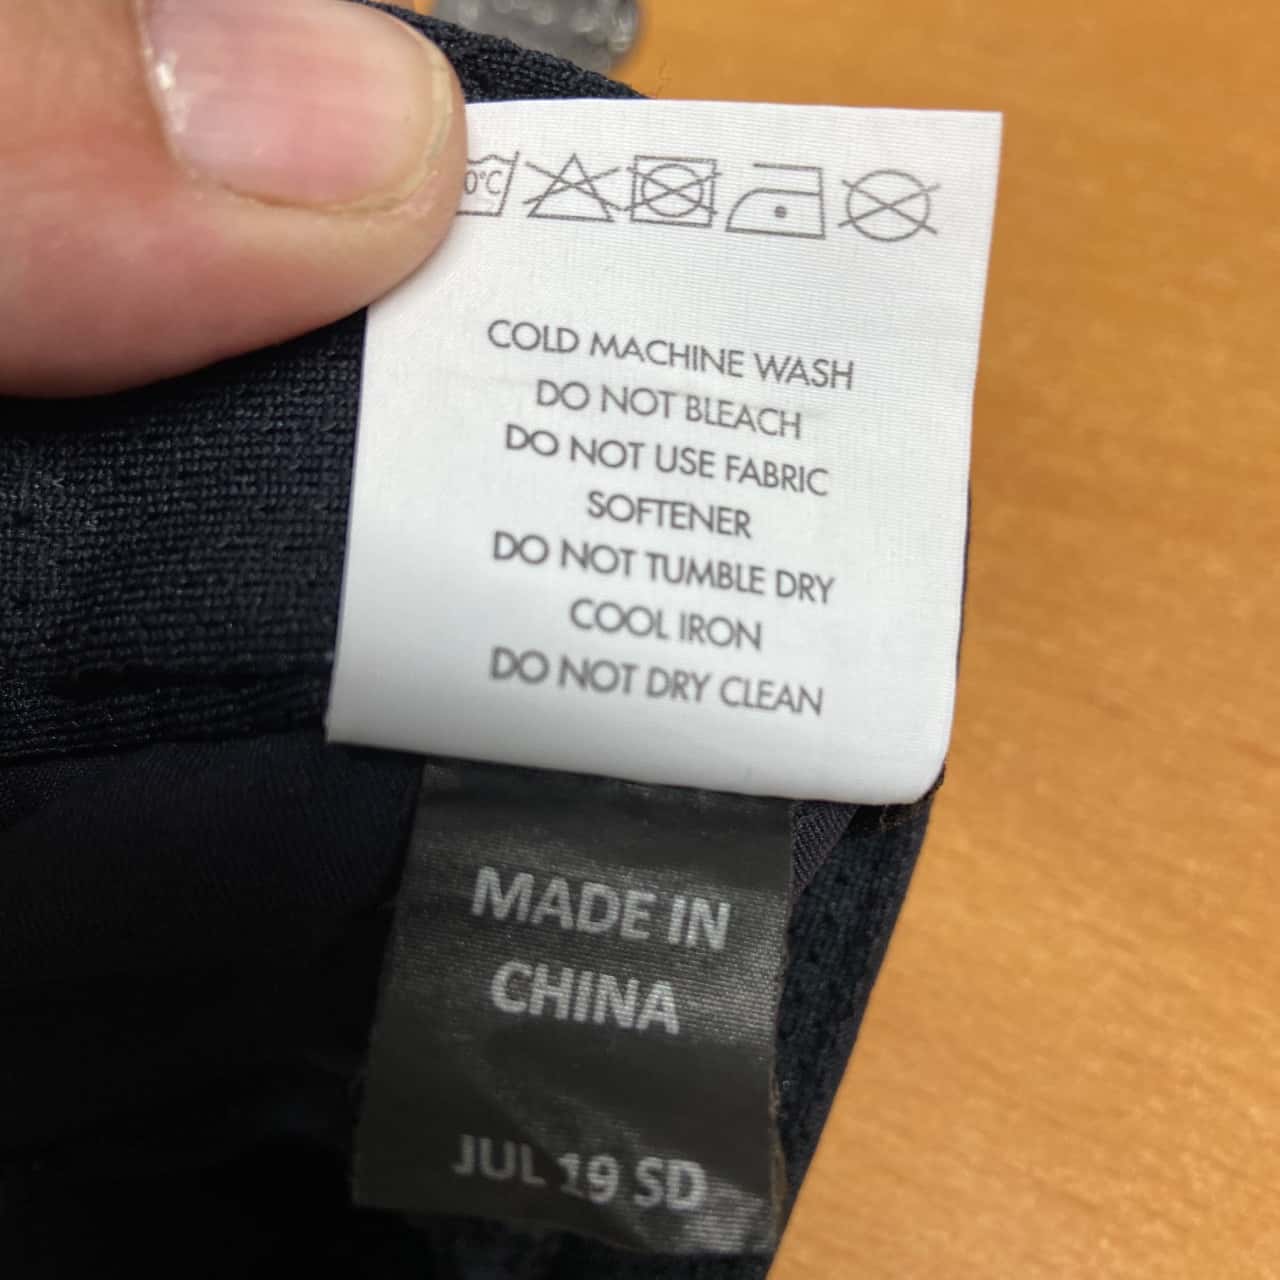 0°C
COLD MACHINE WASH
DO NOT BLEACH
DO NOT USE FABRIC
SOFTENER
DO NOT TUMBLE DRY
COOL IRON
DO NOT DRY CLEAN
MADE IN
CHINA
JUL 19 SD